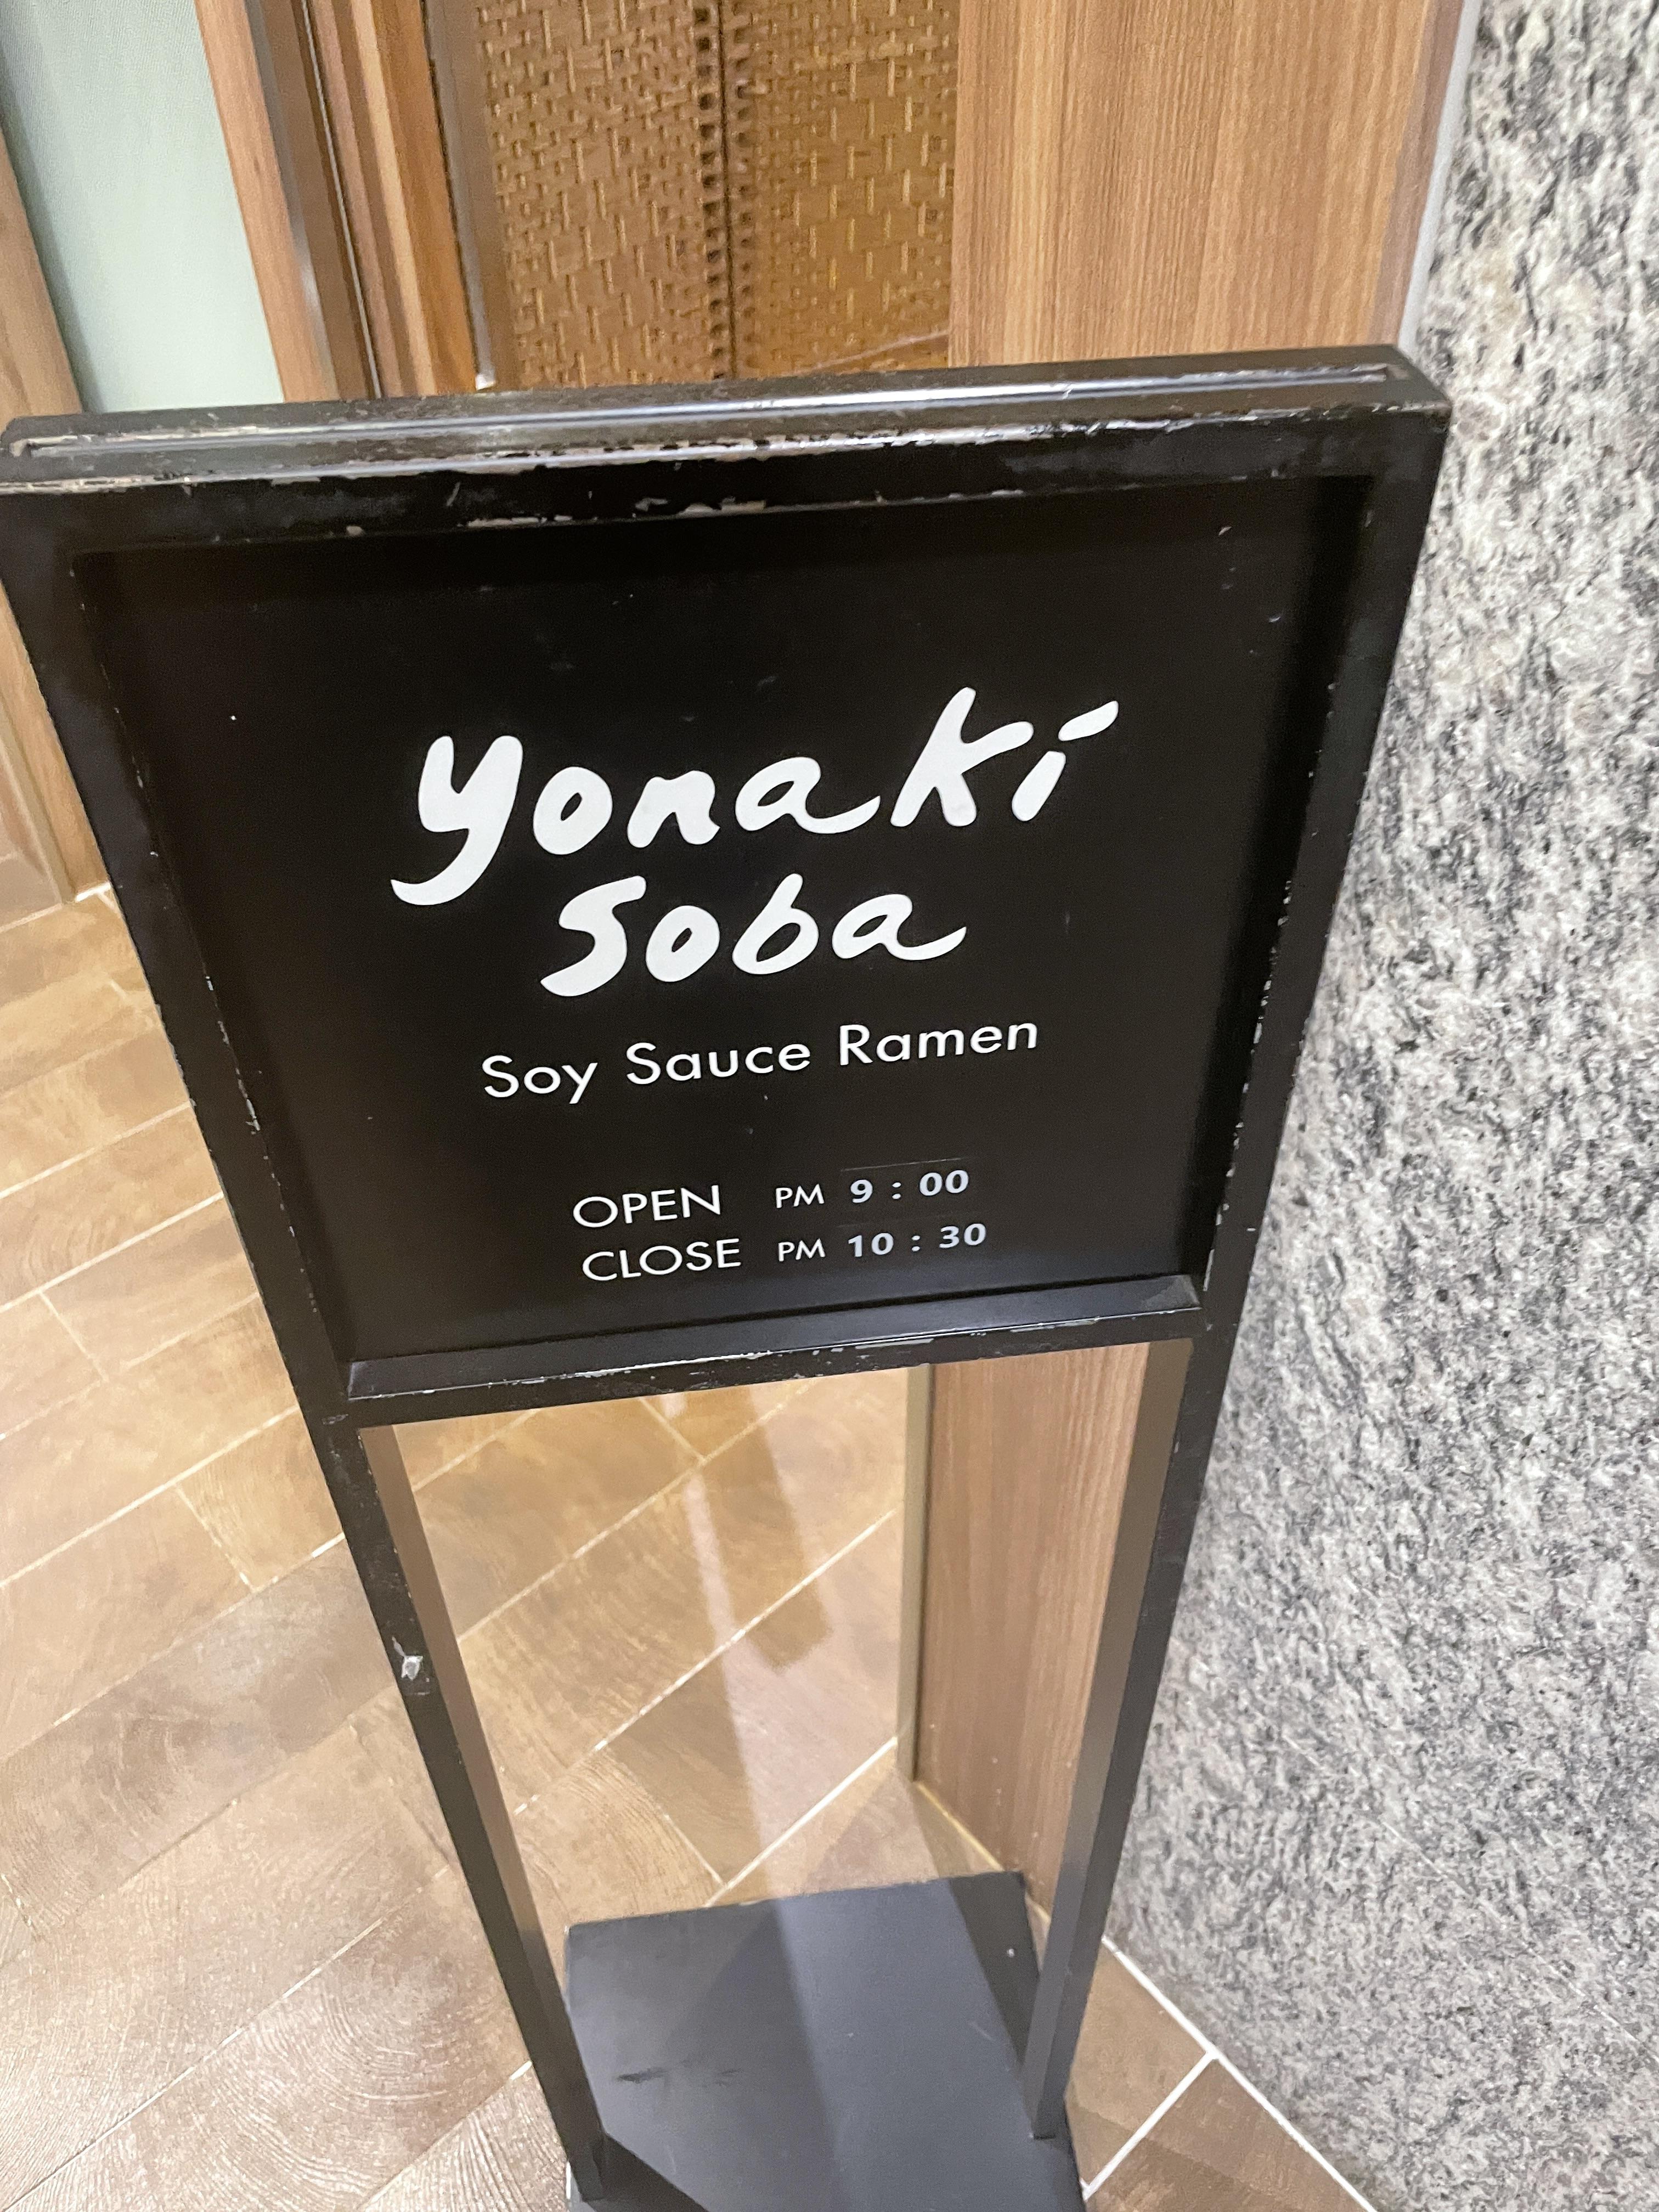 yonaki
soba
Soy Sauce Ramen
OPEN PM 9 : 00
CLOSE PM 10 : 30